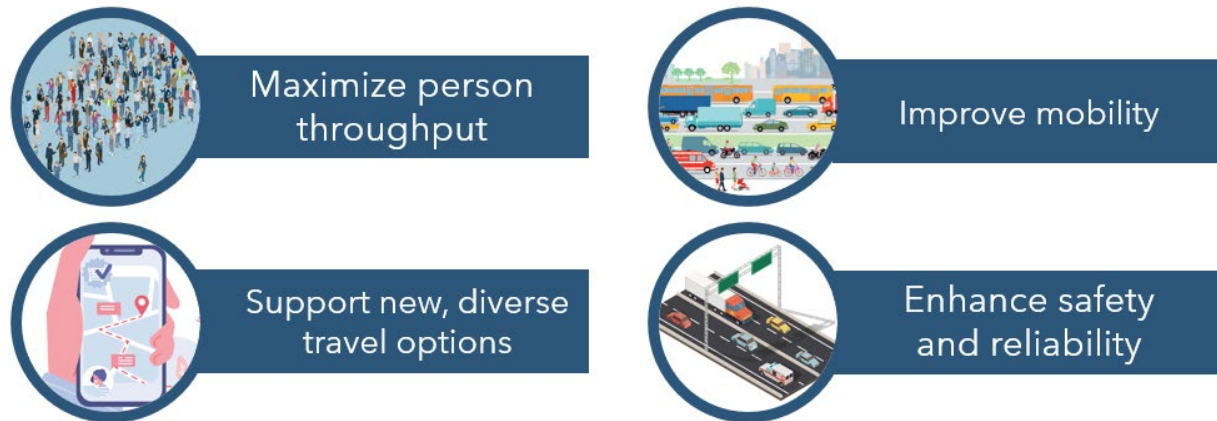 Maximize person
throughput
Improve mobility
Support new, diverse
travel options
Enhance safety
and reliability